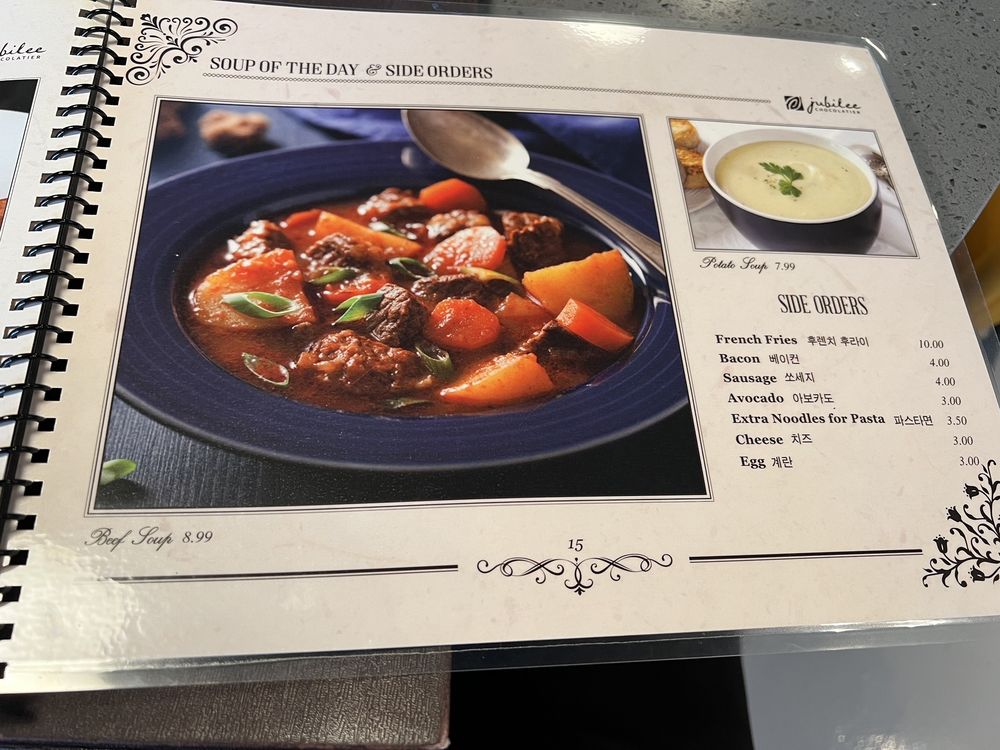 SOUP OF THE DAY & SIDE ORDERS
jubilee
CHOCOLATIER
Potato Soup 7.99
SIDE ORDERS
French Fries 후렌치 후라이 10.00
Bacon 베이컨 4.00
Sausage 쏘세지 4.00
Avocado 아보카도 3.00
Extra Noodles for Pasta 파스타면 3.50
Cheese 치즈 3.00
Egg 계란 3.00
Beef Soup 8.99
15